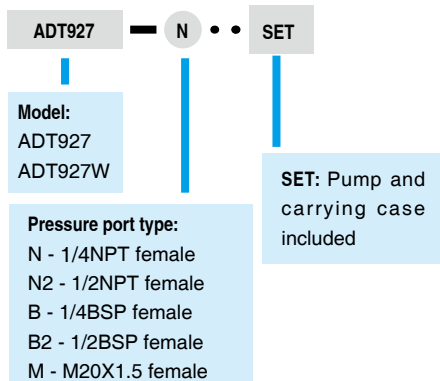 ADT927 — N • • SET
Model:
ADT927
ADT927W
Pressure port type:
N - 1/4NPT female
N2 - 1/2NPT female
B - 1/4BSP female
B2 - 1/2BSP female
M - M20X1.5 female
SET: Pump and
carrying case
included